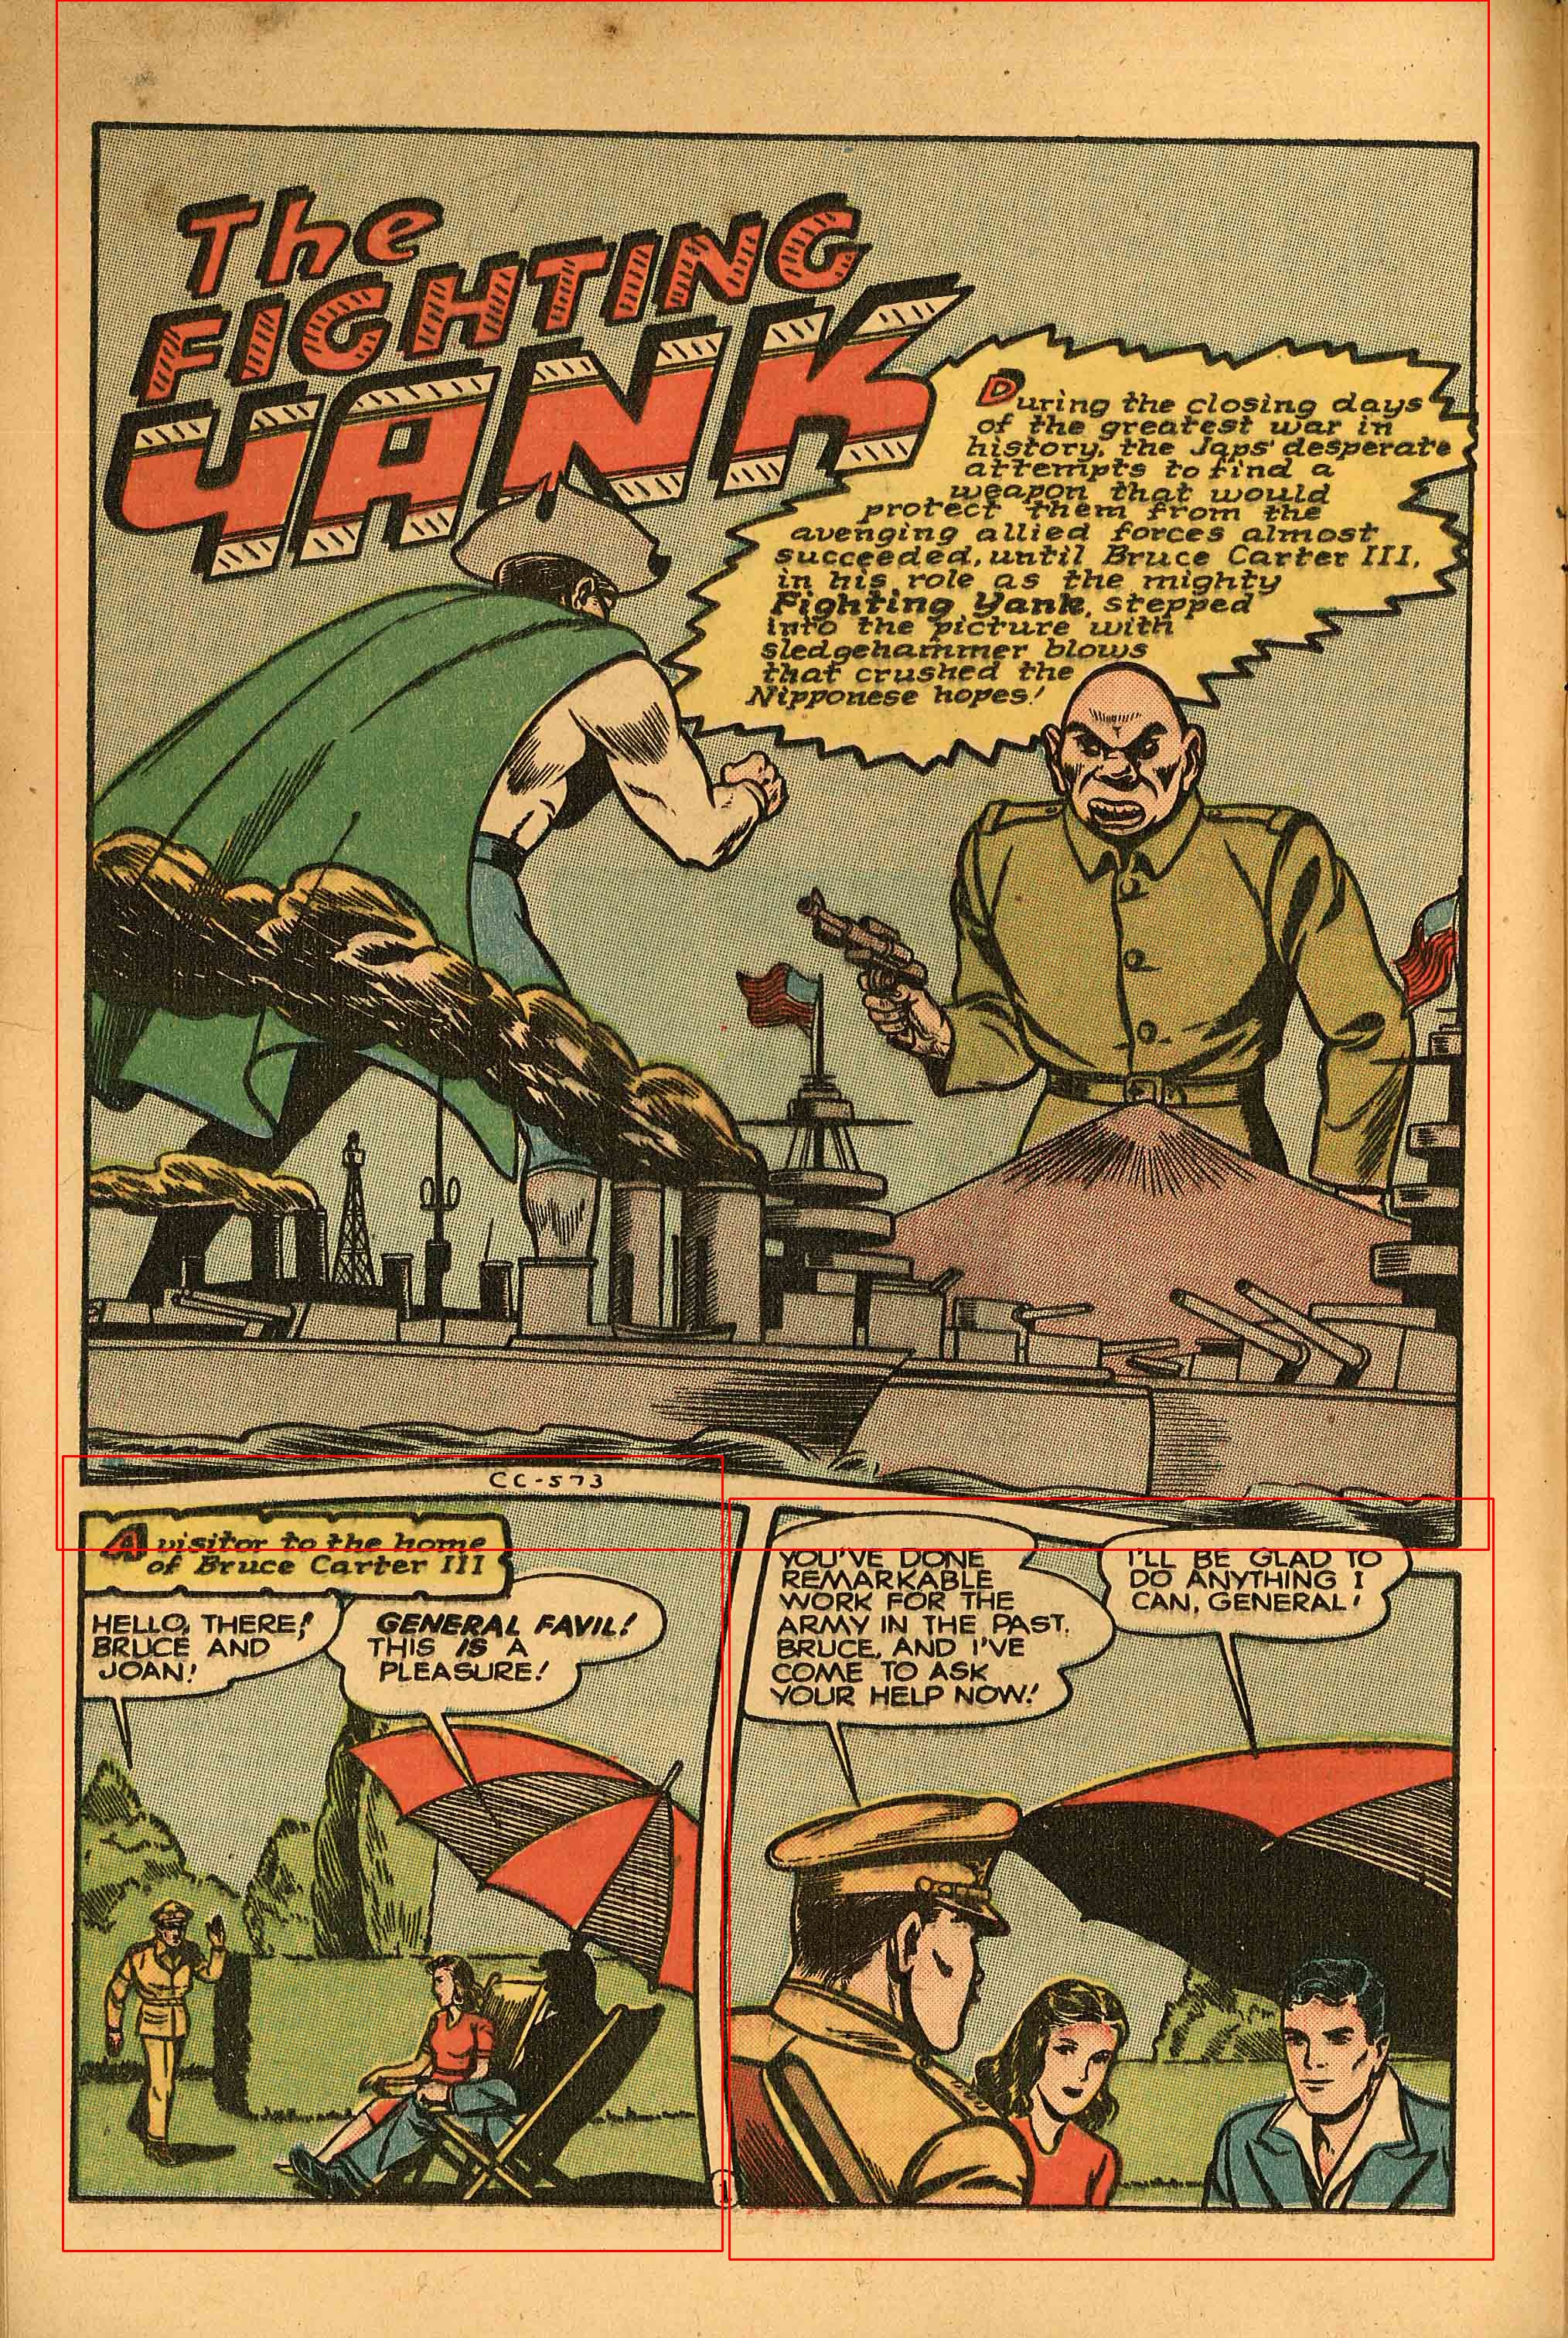 The
FIGHTING
YANK
During the closing days
of the greatest war in
history, the Japs' desperate
attempts to find a
weapon that would
protect them from the
avenging allied forces almost
succeeded, until Bruce Carter III,
in his role as the mighty
Fighting Yank, stepped
into the picture with
sledgehammer blows
that crushed the
Nipponese hopes!
CC-573
A visitor to the home
of Bruce Carter III
HELLO, THERE!
BRUCE AND
JOAN!
GENERAL FAVIL!
THIS IS A
PLEASURE!
YOU'VE DONE
REMARKABLE
WORK FOR THE
ARMY IN THE PAST,
BRUCE, AND I'VE
COME TO ASK
YOUR HELP NOW!
I'LL BE GLAD TO
DO ANYTHING I
CAN, GENERAL!
1